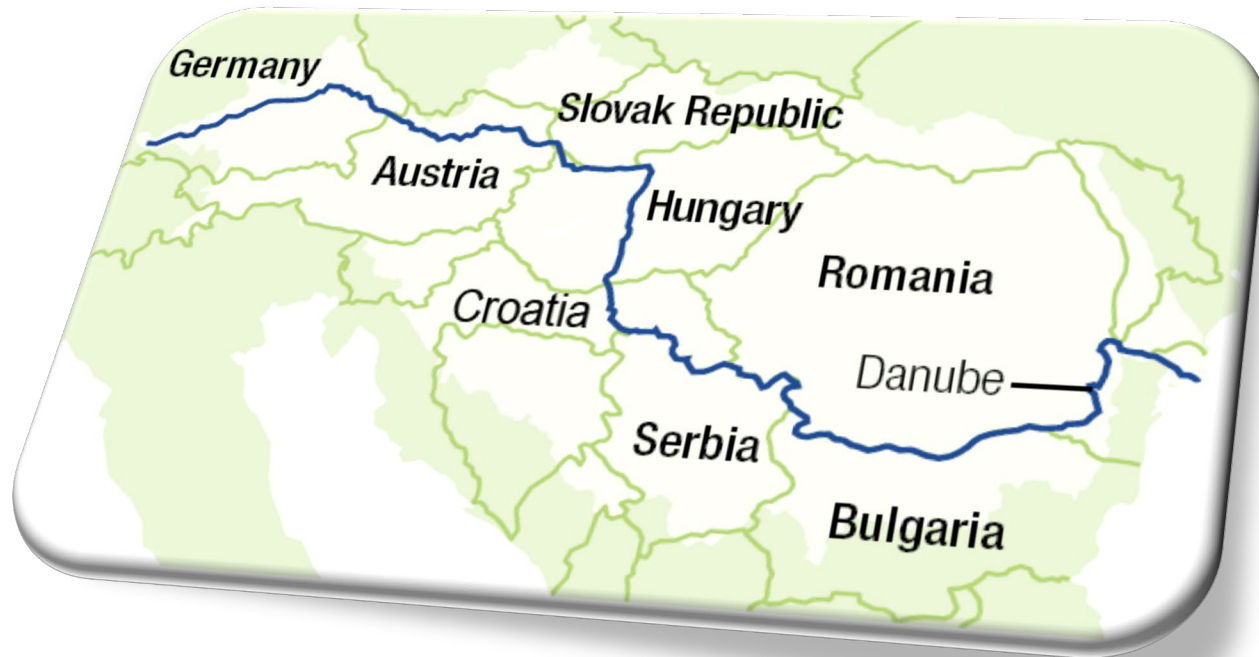 Germany
Slovak Republic
Austria
Hungary
Romania
Croatia
Danube
Serbia
Bulgaria